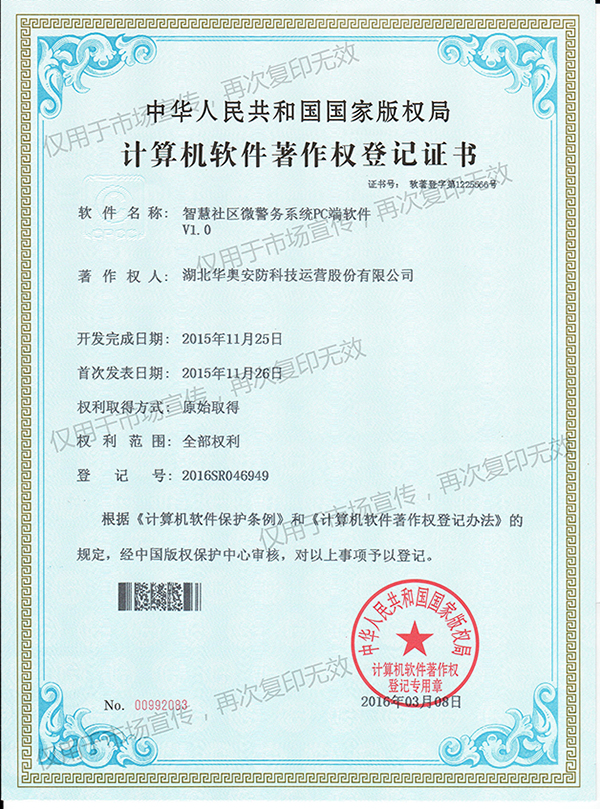 中华人民共和国国家版权局
计算机软件著作权登记证书
证书号: 软著登字第1225566号
软件名称: 智慧社区微警务系统PC端软件
V1.0
著作权人: 湖北华奥安防科技运营股份有限公司
开发完成日期: 2015年11月25日
首次发表日期: 2015年11月26日
权利取得方式: 原始取得
权利范围: 全部权利
登记号: 2016SR046949
根据《计算机软件保护条例》和《计算机软件著作权登记办法》的
规定，经中国版权保护中心审核，对以上事项予以登记。
中华人民共和国国家版权局
计算机软件著作权
登记专用章
No. 00992083
2016年03月08日
仅用于市场宣传，再次复印无效
仅用于市场宣传，再次复印无效
仅用于市场宣传，再次复印无效
仅用于市场宣传，再次复印无效
仅用于市场宣传，再次复印无效